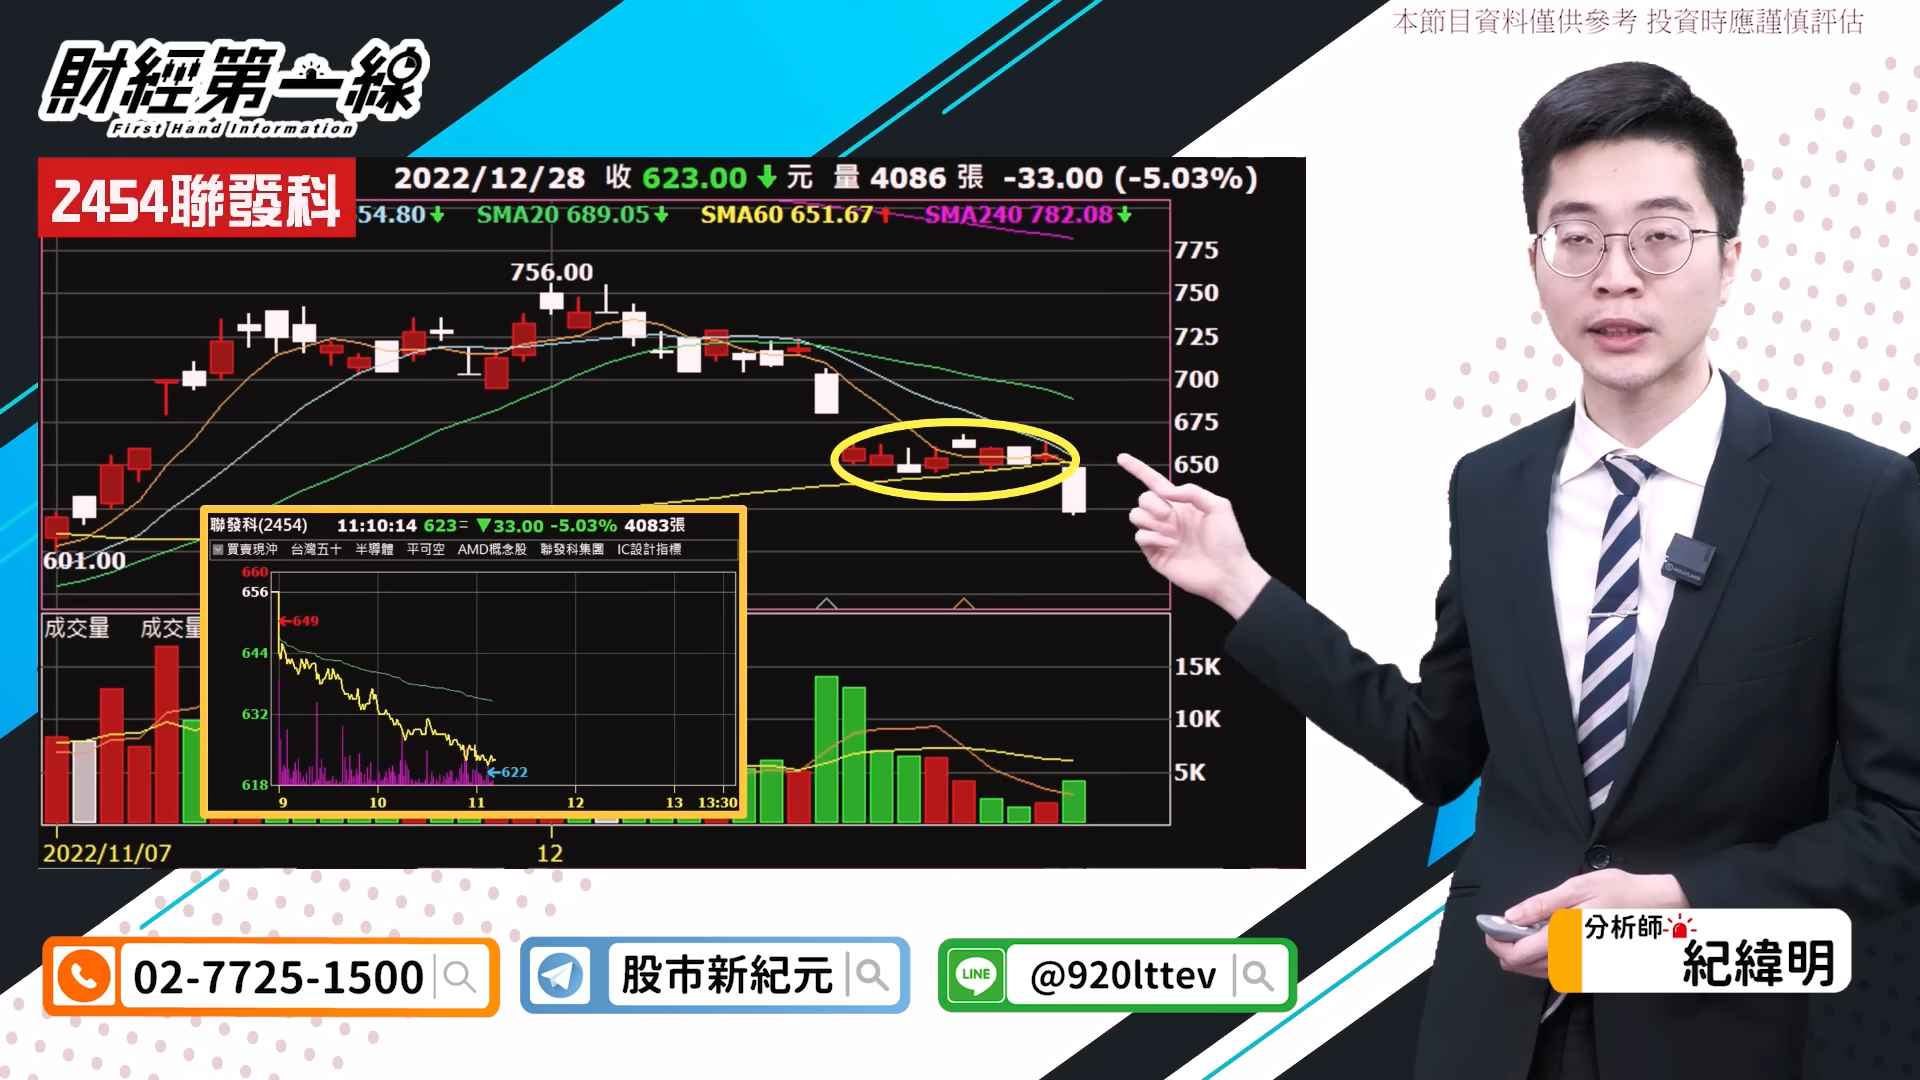 本節目資料僅供參考 投資時應謹慎評估
財經第一線
First Hand Information
2454聯發科
2022/12/28 收 623.00 元 量 4086 張 -33.00 (-5.03%)
54.80 SMA20 689.05 SMA60 651.67 SMA240 782.08
775
756.00
750
725
700
675
650
601.00
聯發科(2454) 11:10:14 623= ▼33.00 -5.03% 4083張
買賣現沖 台灣五十 半導體 平可空 AMD概念股 聯發科集團 IC設計指標
660
656
649
644
632
622
618
9 10 11 12 13 13:30
成交量 成交量
15K
10K
5K
2022/11/07 12
02-7725-1500
股市新紀元
LINE @920lttev
分析師
紀緯明